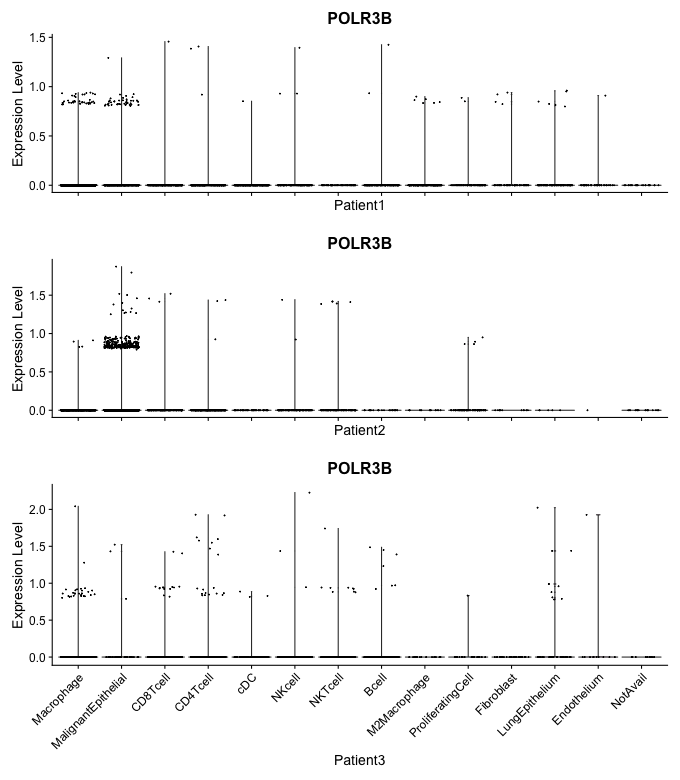 POLR3B
Expression Level
1.5
1.0
0.5
0.0
Patient1
POLR3B
Expression Level
1.5
1.0
0.5
0.0
Patient2
POLR3B
Expression Level
2.0
1.5
1.0
0.5
0.0
Macrophage
MalignantEpithelial
CD8Tcell
CD4Tcell
cDC
NKcell
NKTcell
Bcell
M2Macrophage
ProliferatingCell
Fibroblast
LungEpithelium
Endothelium
NotAvail
Patient3